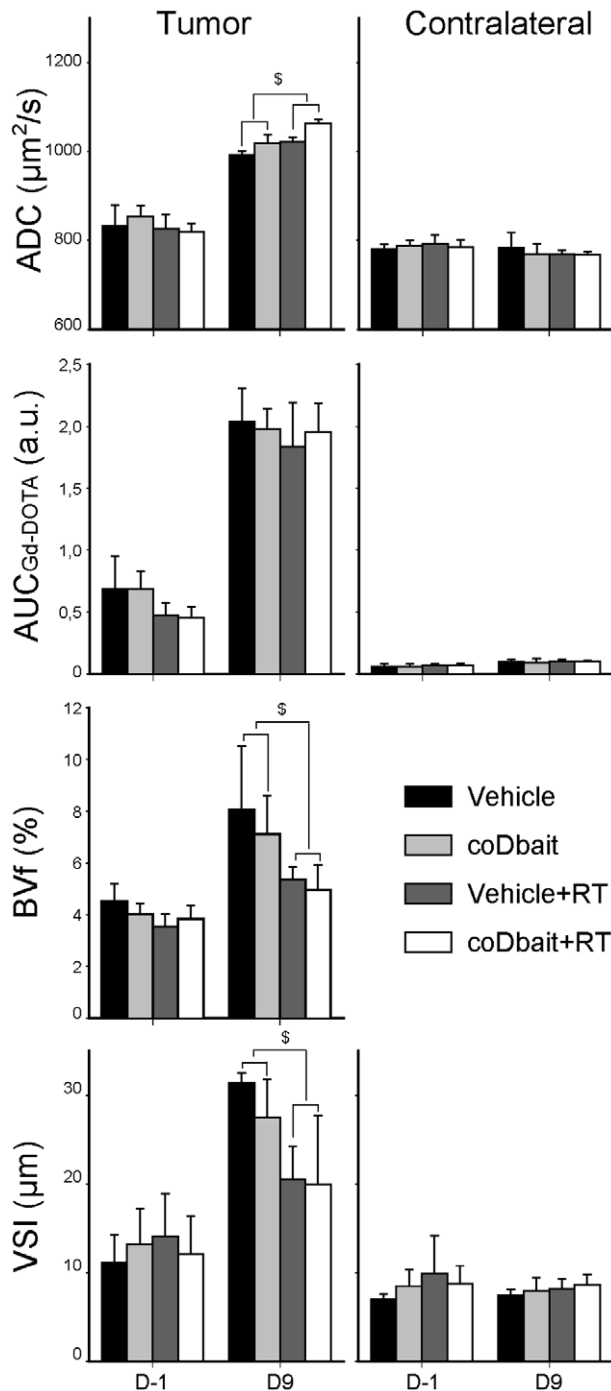 Tumor
Contralateral
ADC (µm²/s)
1200
1000
800
600
$
AUCGd-DOTA (a.u.)
2,5
2,0
1,5
1,0
0,5
0
BVf (%)
12
10
8
6
4
2
0
$
Vehicle
coDbait
Vehicle+RT
coDbait+RT
VSI (µm)
30
20
10
0
$
D-1
D9
D-1
D9